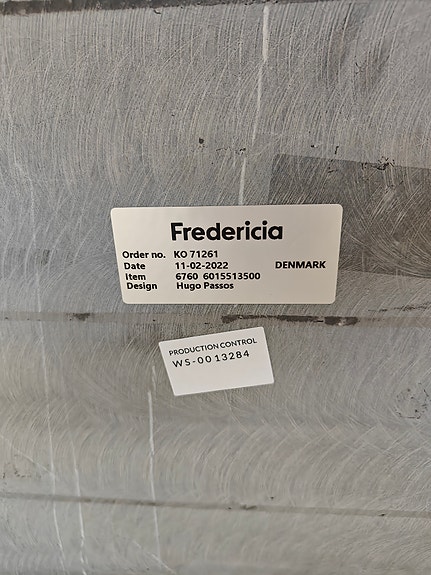 Fredericia
Order no. KO 71261
Date 11-02-2022 DENMARK
Item 6760 6015513500
Design Hugo Passos
PRODUCTION CONTROL
WS-0013284